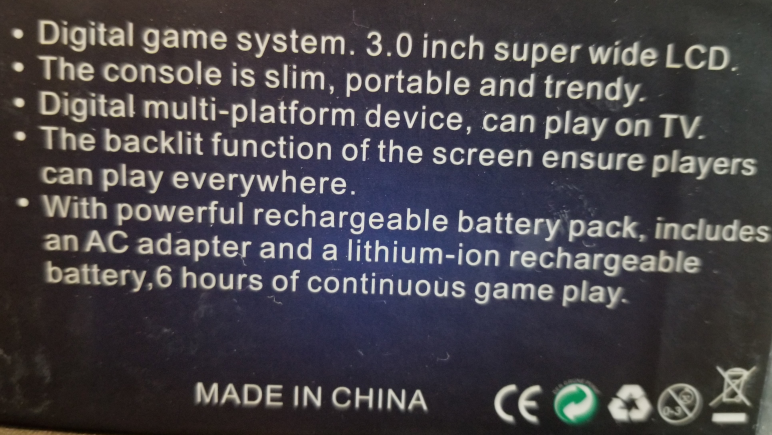 • Digital game system. 3.0 inch super wide LCD.
• The console is slim, portable and trendy.
• Digital multi-platform device, can play on TV.
• The backlit function of the screen ensure players
can play everywhere.
• With powerful rechargeable battery pack, includes
an AC adapter and a lithium-ion rechargeable
battery,6 hours of continuous game play.
MADE IN CHINA CE 0-3